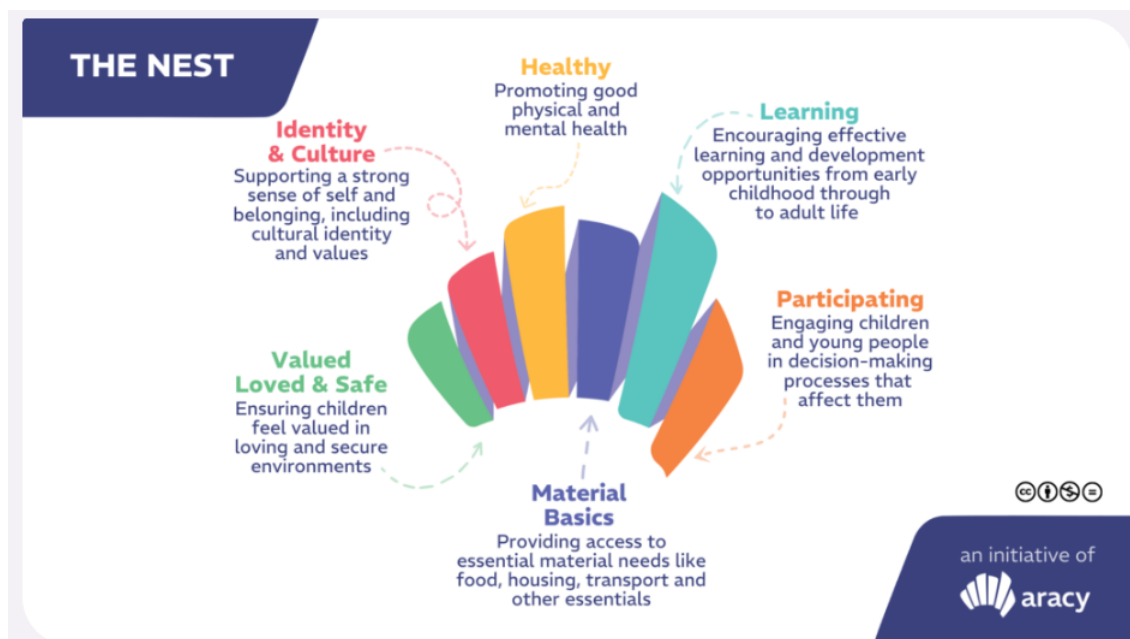 THE NEST
Healthy
Promoting good
physical and
mental health
Identity
& Culture
Supporting a strong
sense of self and
belonging, including
cultural identity
and values
Learning
Encouraging effective
learning and development
opportunities from early
childhood through
to adult life
Participating
Engaging children
and young people
in decision-making
processes that
affect them
Valued
Loved & Safe
Ensuring children
feel valued in
loving and secure
environments
Material
Basics
Providing access to
essential material needs like
food, housing, transport and
other essentials
cc
an initiative of
aracy